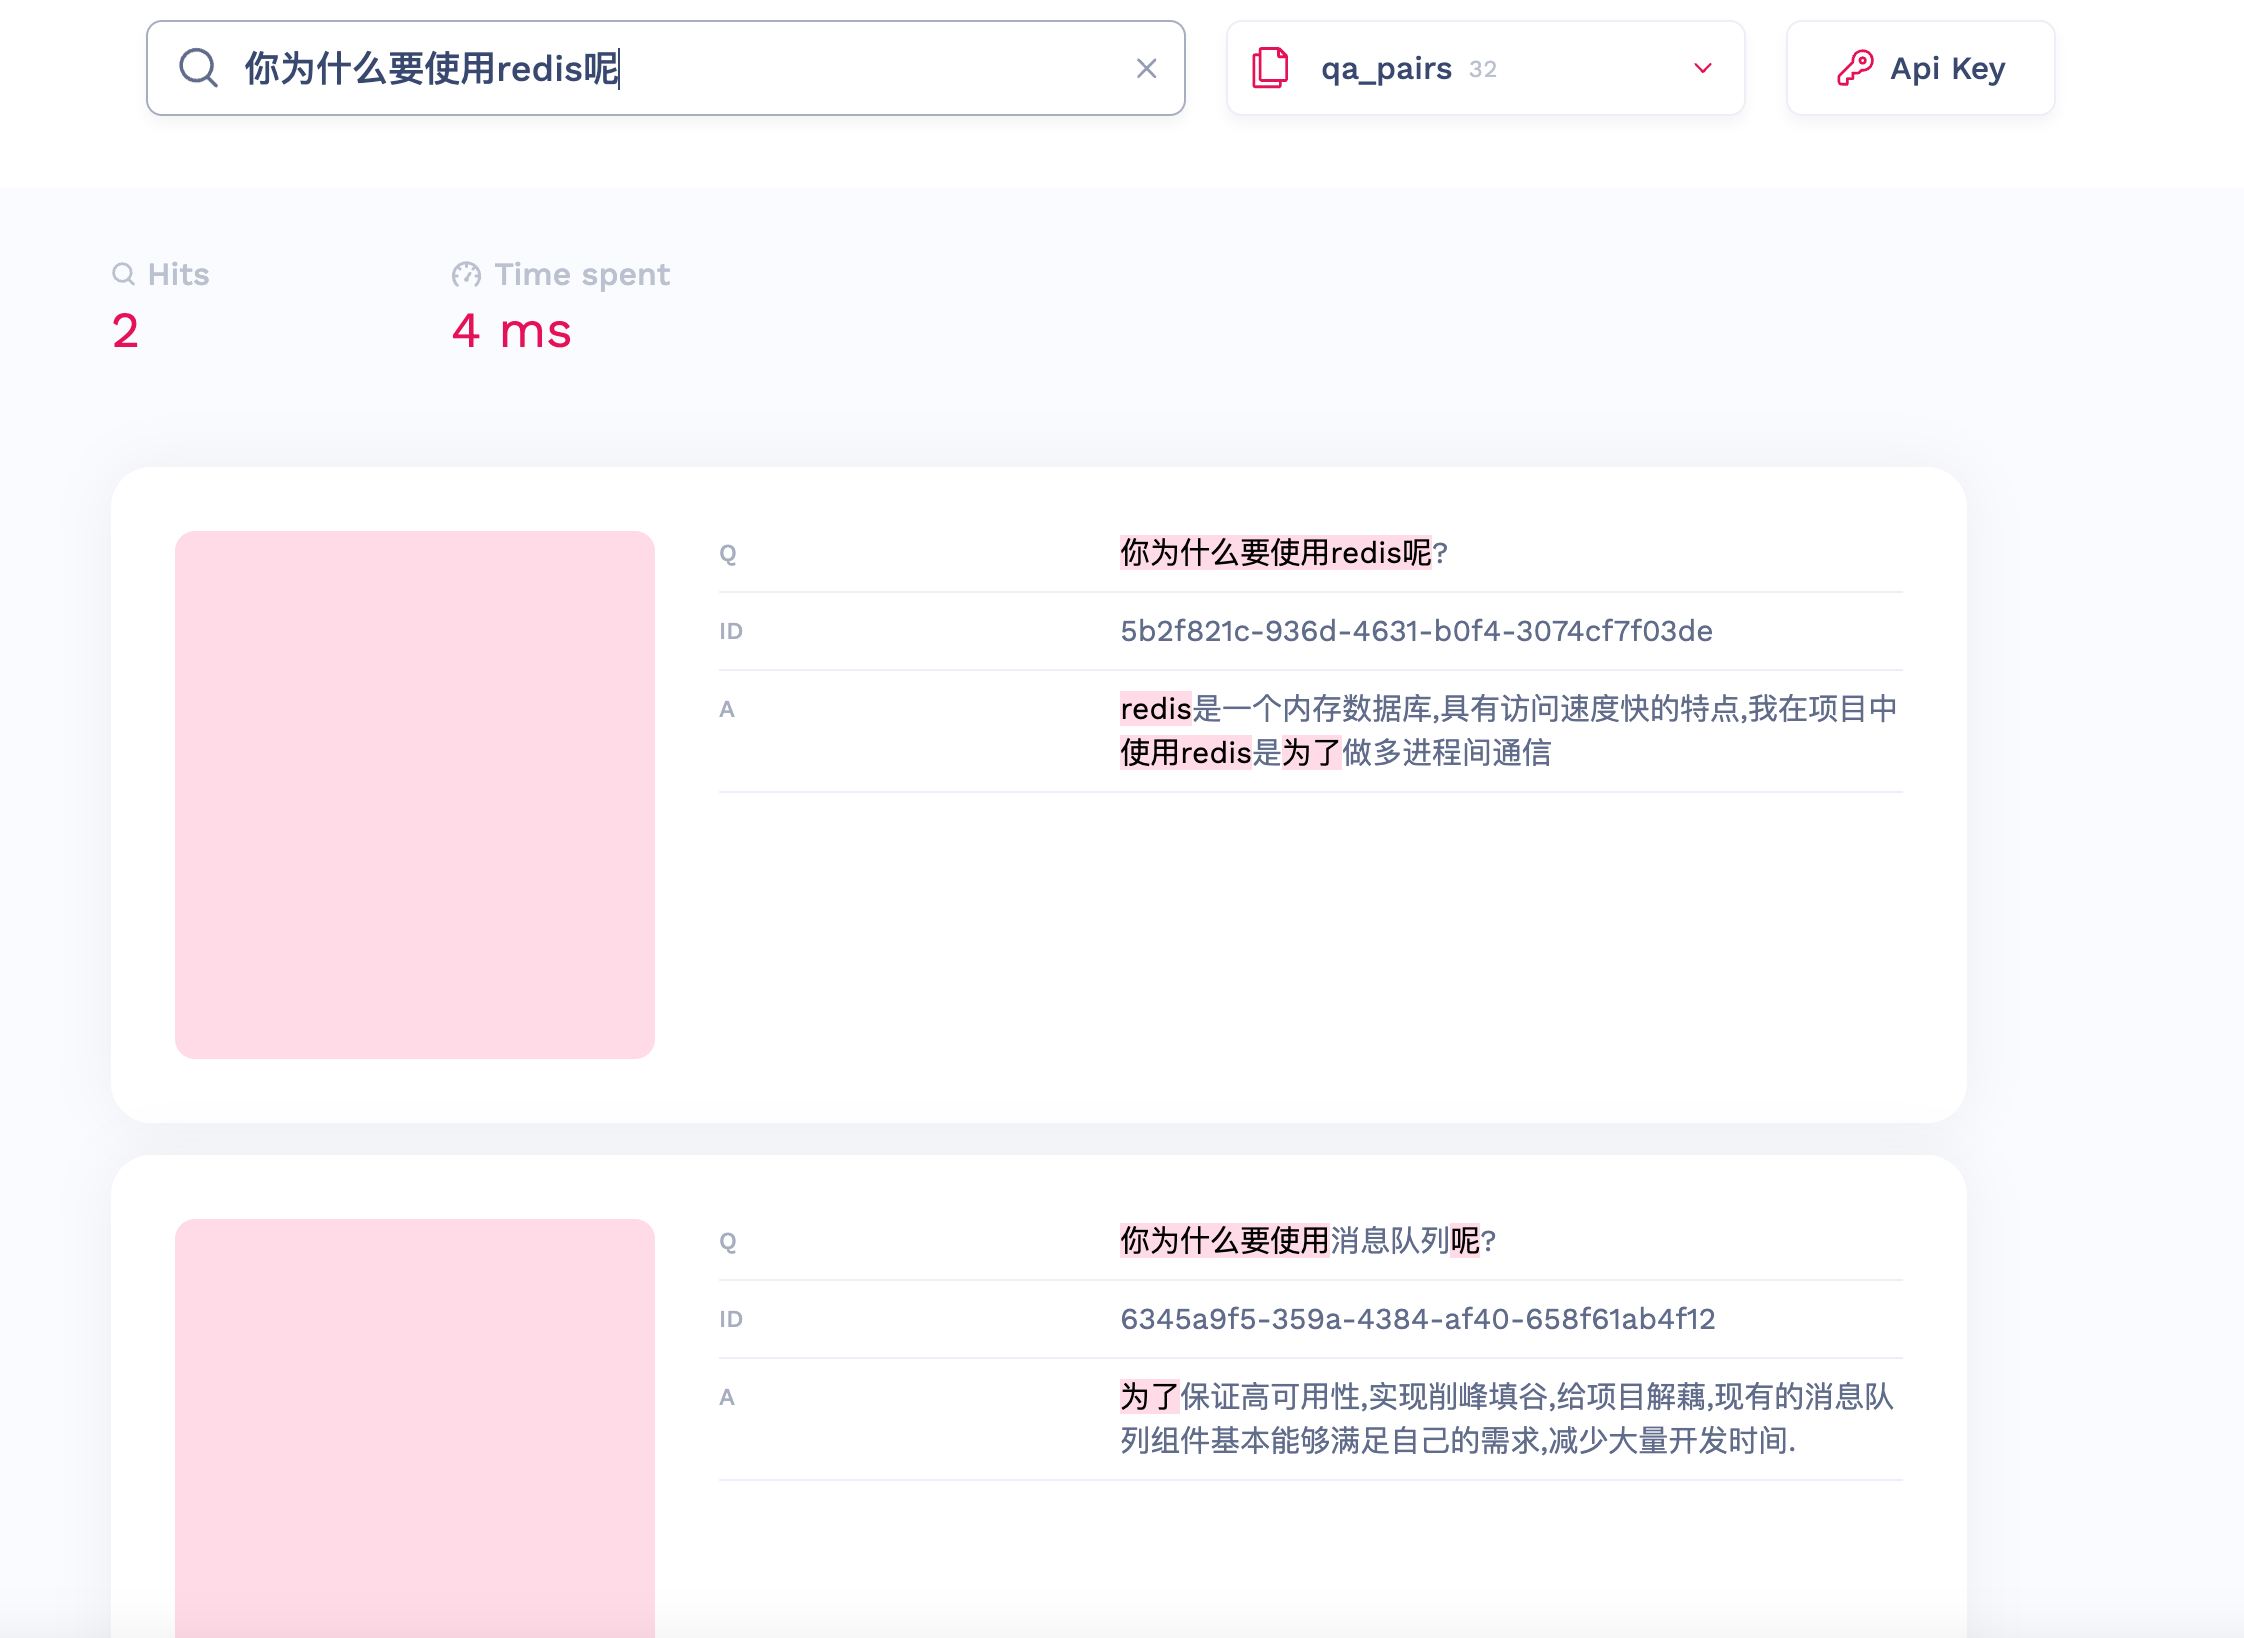 你为什么要使用redis呢
qa_pairs 32
Api Key
Hits
Time spent
2
4 ms
Q
你为什么要使用redis呢?
ID
5b2f821c-936d-4631-b0f4-3074cf7f03de
A
redis是一个内存数据库,具有访问速度快的特点,我在项目中
使用redis是为了做多进程间通信
Q
你为什么要使用消息队列呢?
ID
6345a9f5-359a-4384-af40-658f61ab4f12
A
为了保证高可用性,实现削峰填谷,给项目解藕,现有的消息队
列组件基本能够满足自己的需求,减少大量开发时间.